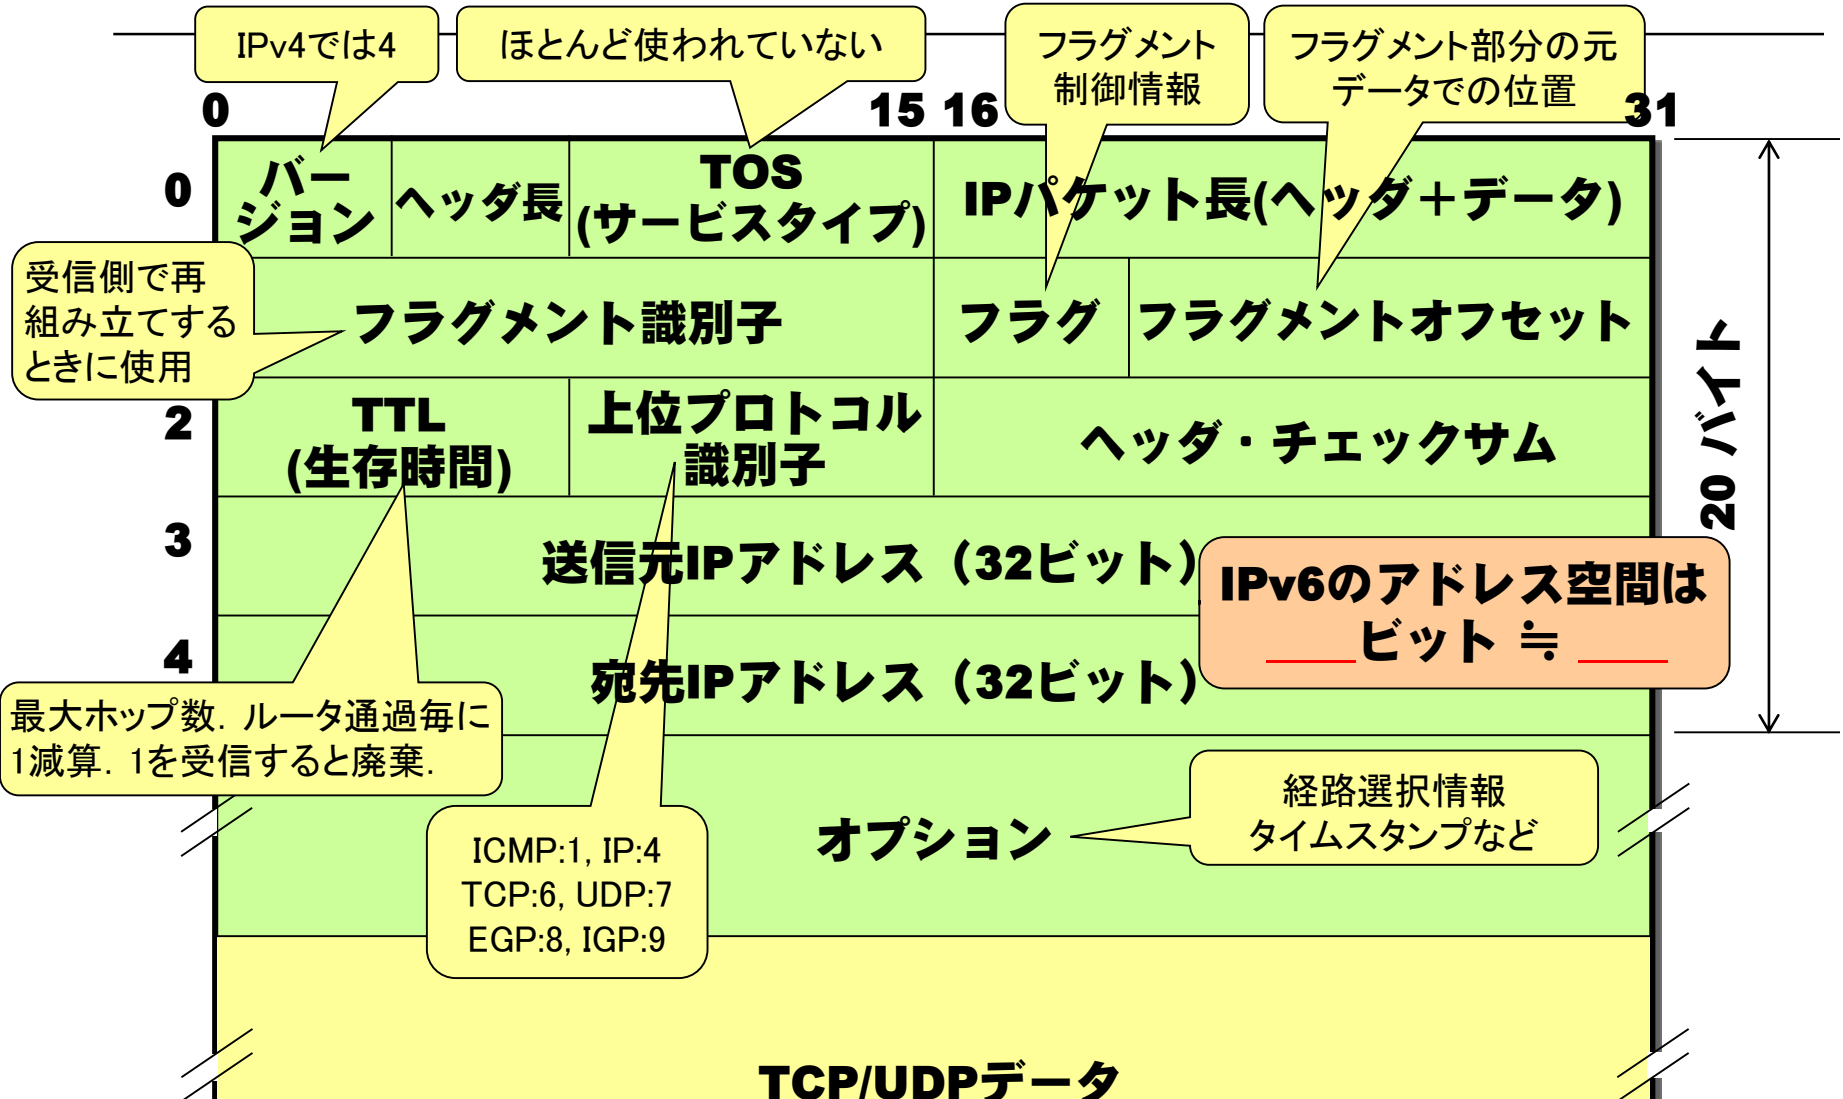 IPv4では4
ほとんど使われていない
フラグメント
制御情報
フラグメント部分の元
データでの位置
0
15 16
31
0
バー
ジョン
ヘッダ長
TOS
(サービスタイプ)
IPパケット長(ヘッダ＋データ)
受信側で再
組み立てする
ときに使用
フラグメント識別子
フラグ
フラグメントオフセット
2
TTL
(生存時間)
上位プロトコル
識別子
ヘッダ・チェックサム
20 バイト
3
送信元IPアドレス（32ビット）
IPv6のアドレス空間は
ビット ≒
4
宛先IPアドレス（32ビット）
最大ホップ数．ルータ通過毎に
1減算．1を受信すると廃棄．
オプション
経路選択情報
タイムスタンプなど
ICMP:1, IP:4
TCP:6, UDP:7
EGP:8, IGP:9
TCP/UDPデータ